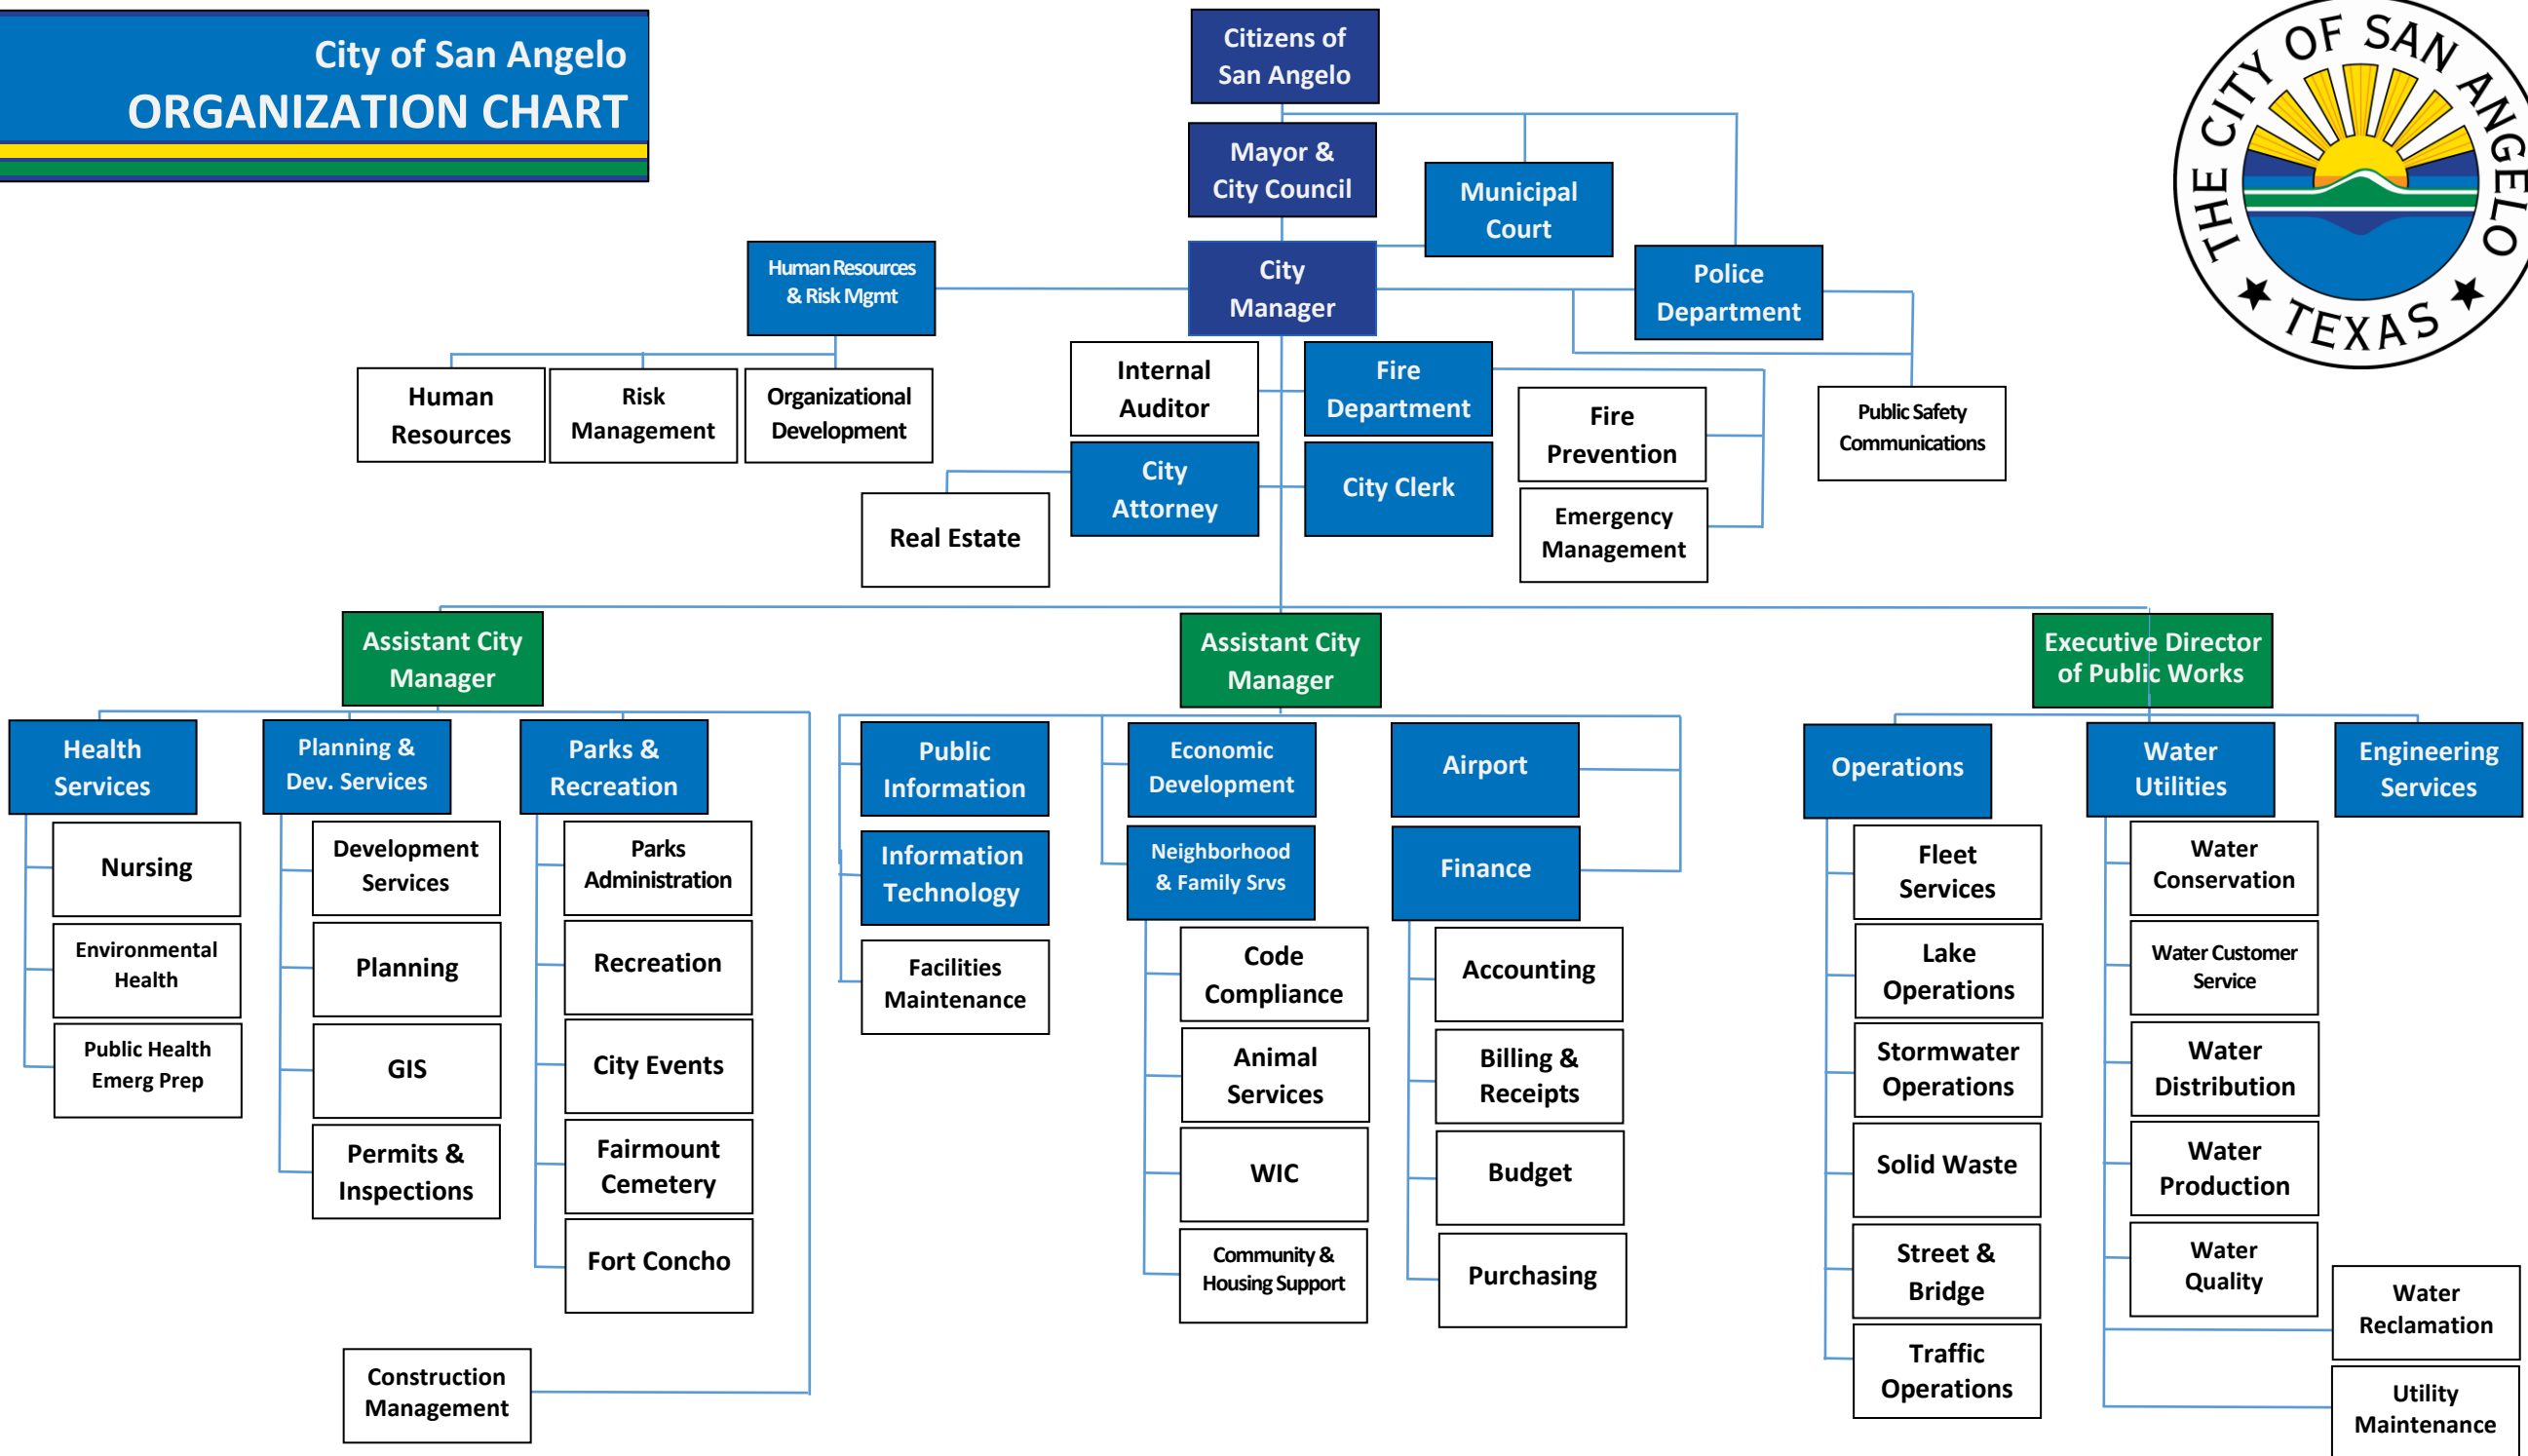 City of San Angelo
ORGANIZATION CHART
THE CITY OF SAN ANGELO
TEXAS
Citizens of
San Angelo
Mayor &
City Council
Municipal
Court
Human Resources
& Risk Mgmt
City
Manager
Police
Department
Human
Resources
Risk
Management
Organizational
Development
Internal
Auditor
Fire
Department
Fire
Prevention
Public Safety
Communications
City
Attorney
City Clerk
Real Estate
Emergency
Management
Assistant City
Manager
Assistant City
Manager
Executive Director
of Public Works
Health
Services
Nursing
Environmental
Health
Public Health
Emerg Prep
Planning &
Dev. Services
Development
Services
Planning
GIS
Permits &
Inspections
Parks &
Recreation
Parks
Administration
Recreation
City Events
Fairmount
Cemetery
Fort Concho
Construction
Management
Public
Information
Information
Technology
Facilities
Maintenance
Economic
Development
Neighborhood
& Family Srvs
Code
Compliance
Animal
Services
WIC
Community &
Housing Support
Airport
Finance
Accounting
Billing &
Receipts
Budget
Purchasing
Operations
Fleet
Services
Lake
Operations
Stormwater
Operations
Solid Waste
Street &
Bridge
Traffic
Operations
Water
Utilities
Water
Conservation
Water Customer
Service
Water
Distribution
Water
Production
Water
Quality
Water
Reclamation
Utility
Maintenance
Engineering
Services